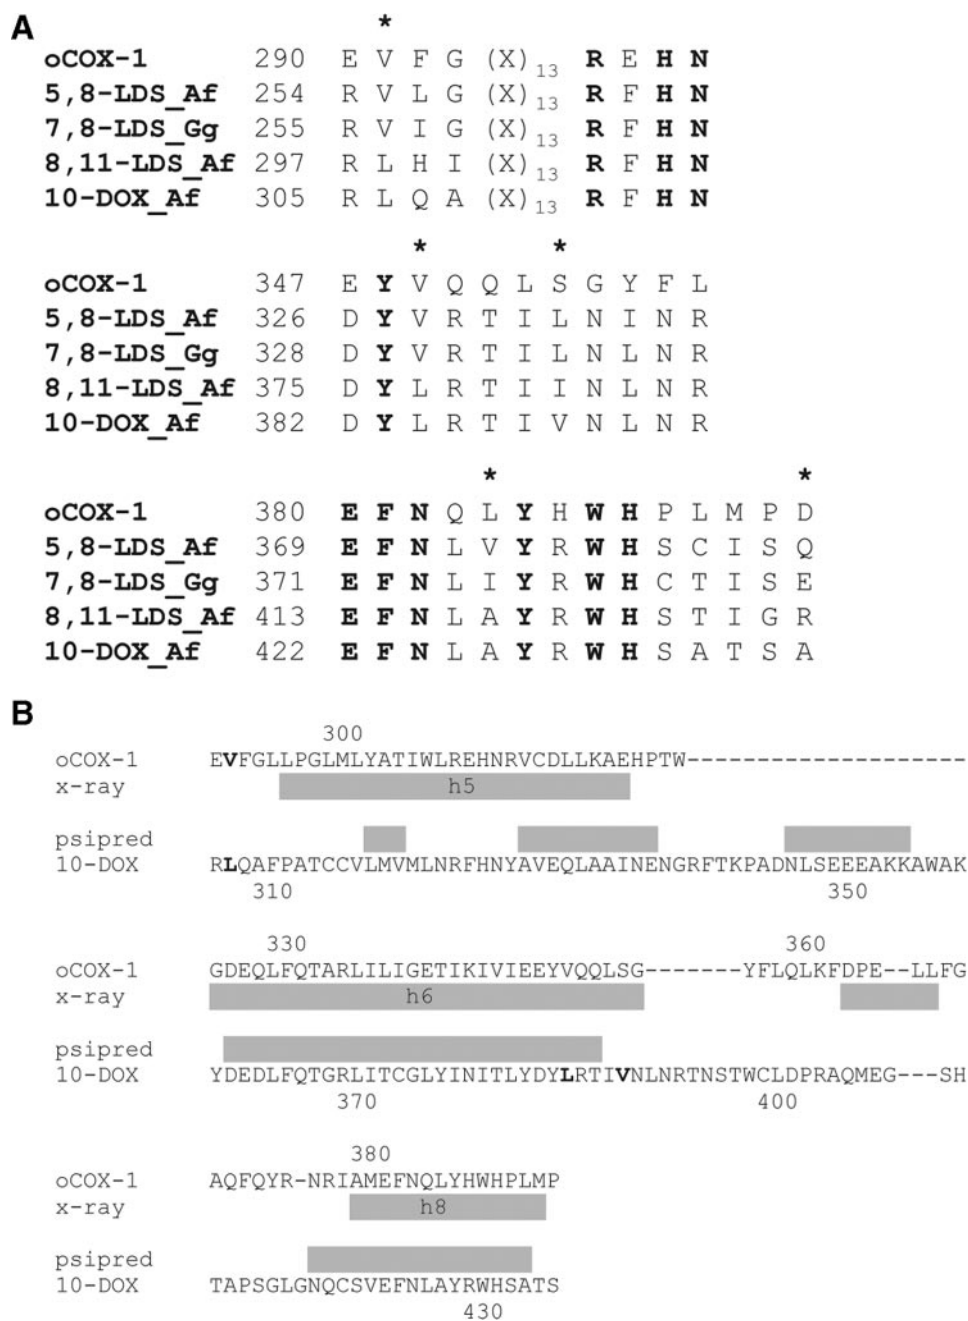 A
*
oCOX-1 290 E V F G (X)13 R E H N
5,8-LDS_Af 254 R V L G (X)13 R F H N
7,8-LDS_Gg 255 R V I G (X)13 R F H N
8,11-LDS_Af 297 R L H I (X)13 R F H N
10-DOX_Af 305 R L Q A (X)13 R F H N
* *
oCOX-1 347 E Y V Q Q L S G Y F L
5,8-LDS_Af 326 D Y V R T I L N I N R
7,8-LDS_Gg 328 D Y V R T I L N L N R
8,11-LDS_Af 375 D Y L R T I I N L N R
10-DOX_Af 382 D Y L R T I V N L N R
* *
oCOX-1 380 E F N Q L Y H W H P L M P D
5,8-LDS_Af 369 E F N L V Y R W H S C I S Q
7,8-LDS_Gg 371 E F N L I Y R W H C T I S E
8,11-LDS_Af 413 E F N L A Y R W H S T I G R
10-DOX_Af 422 E F N L A Y R W H S A T S A
B
300
oCOX-1 EVFGLLPGLMLYATIWLREHNRVCDLLKAEHPTW--------------------
x-ray h5
psipred
10-DOX RLQAFPATCCVLMVMLNRFHNYAVEQLAAINENGRFTKPADNLSEEEAKKAWAK
310 350
330 360
oCOX-1 GDEQLFQTARLILIGETIKIVIEEYVQQLSG-------YFLQLKFDPE--LLFG
x-ray h6
psipred
10-DOX YDEDLFQTGRLITCGLYINITLYDYLRTIVNLNRTNSTWCLDPRAQMEG---SH
370 400
380
oCOX-1 AQFQYR-NRIAMEFNQLYHWHPLMP
x-ray h8
psipred
10-DOX TAPSGLGNQCSVEFNLAYRWHSATS
430